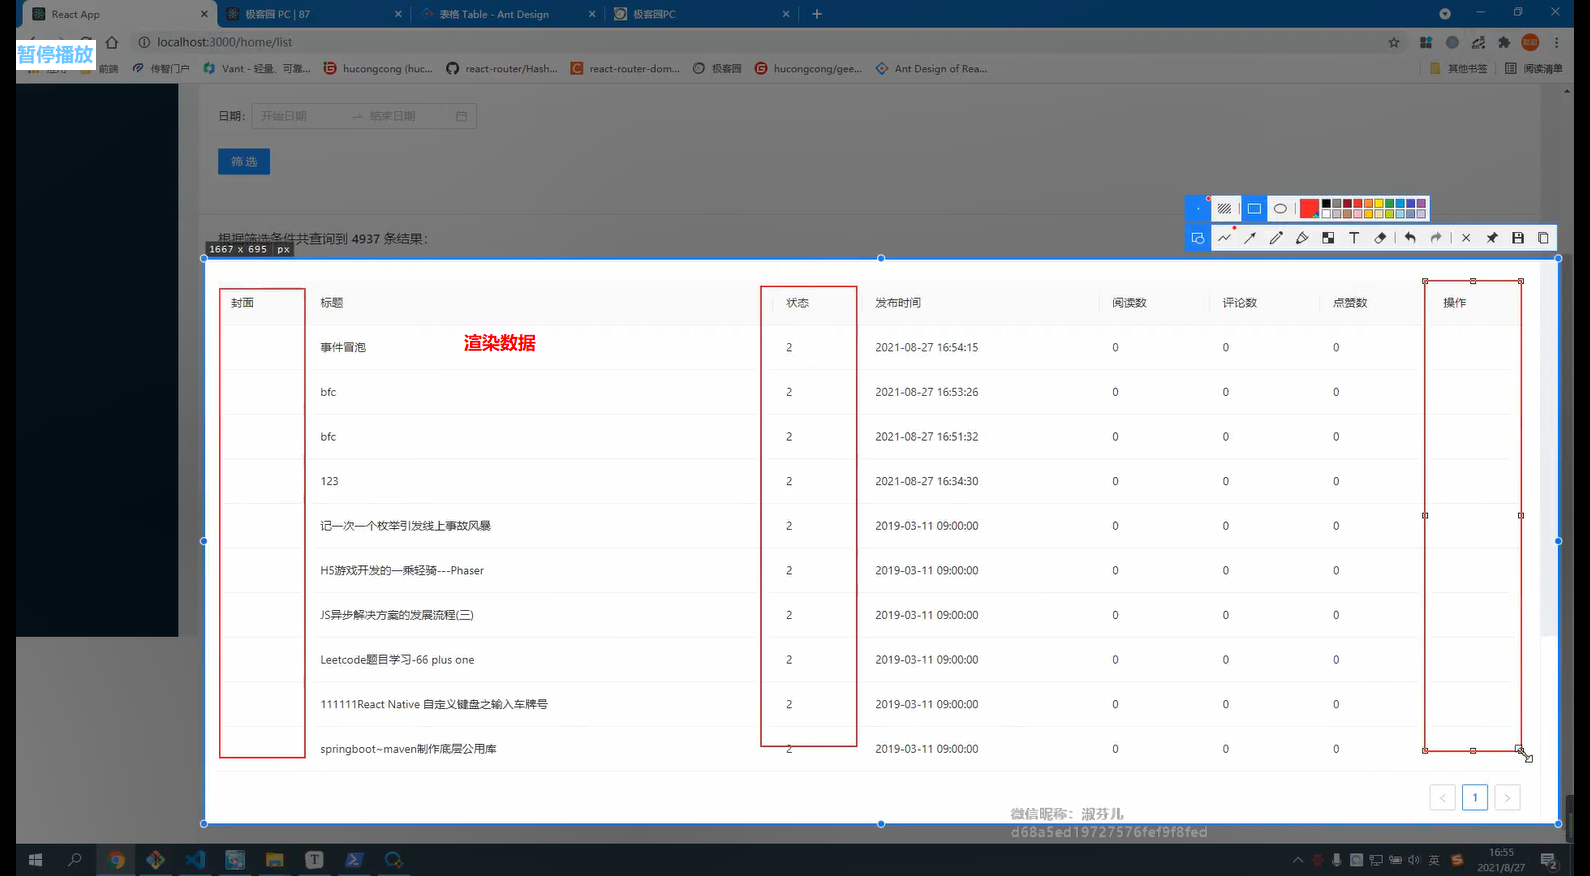 React App
极客园 PC | 87
表格 Table - Ant Design
极客园PC
localhost:3000/home/list
暂停播放
应用
前端
传智门户
Vant - 轻量、可靠...
hucongcong (huc...
react-router/Hash...
react-router-dom...
极客园
hucongcong/gee...
Ant Design of Rea...
其他书签
阅读清单
日期:
开始日期
结束日期
筛 选
根据筛选条件共查询到 4937 条结果:
1667 x 695 px
封面 标题 状态 发布时间 阅读数 评论数 点赞数 操作
渲染数据
事件冒泡 2 2021-08-27 16:54:15 0 0 0
bfc 2 2021-08-27 16:53:26 0 0 0
bfc 2 2021-08-27 16:51:32 0 0 0
123 2 2021-08-27 16:34:30 0 0 0
记一次一个枚举引发线上事故风暴 2 2019-03-11 09:00:00 0 0 0
H5游戏开发的一乘轻骑---Phaser 2 2019-03-11 09:00:00 0 0 0
JS异步解决方案的发展流程(三) 2 2019-03-11 09:00:00 0 0 0
Leetcode题目学习-66 plus one 2 2019-03-11 09:00:00 0 0 0
111111React Native 自定义键盘之输入车牌号 2 2019-03-11 09:00:00 0 0 0
springboot~maven制作底层公用库 2 2019-03-11 09:00:00 0 0 0
< 1 >
微信昵称: 淑芬儿
d68a5ed19727576fef9f8fed
英
16:55
2021/8/27
2